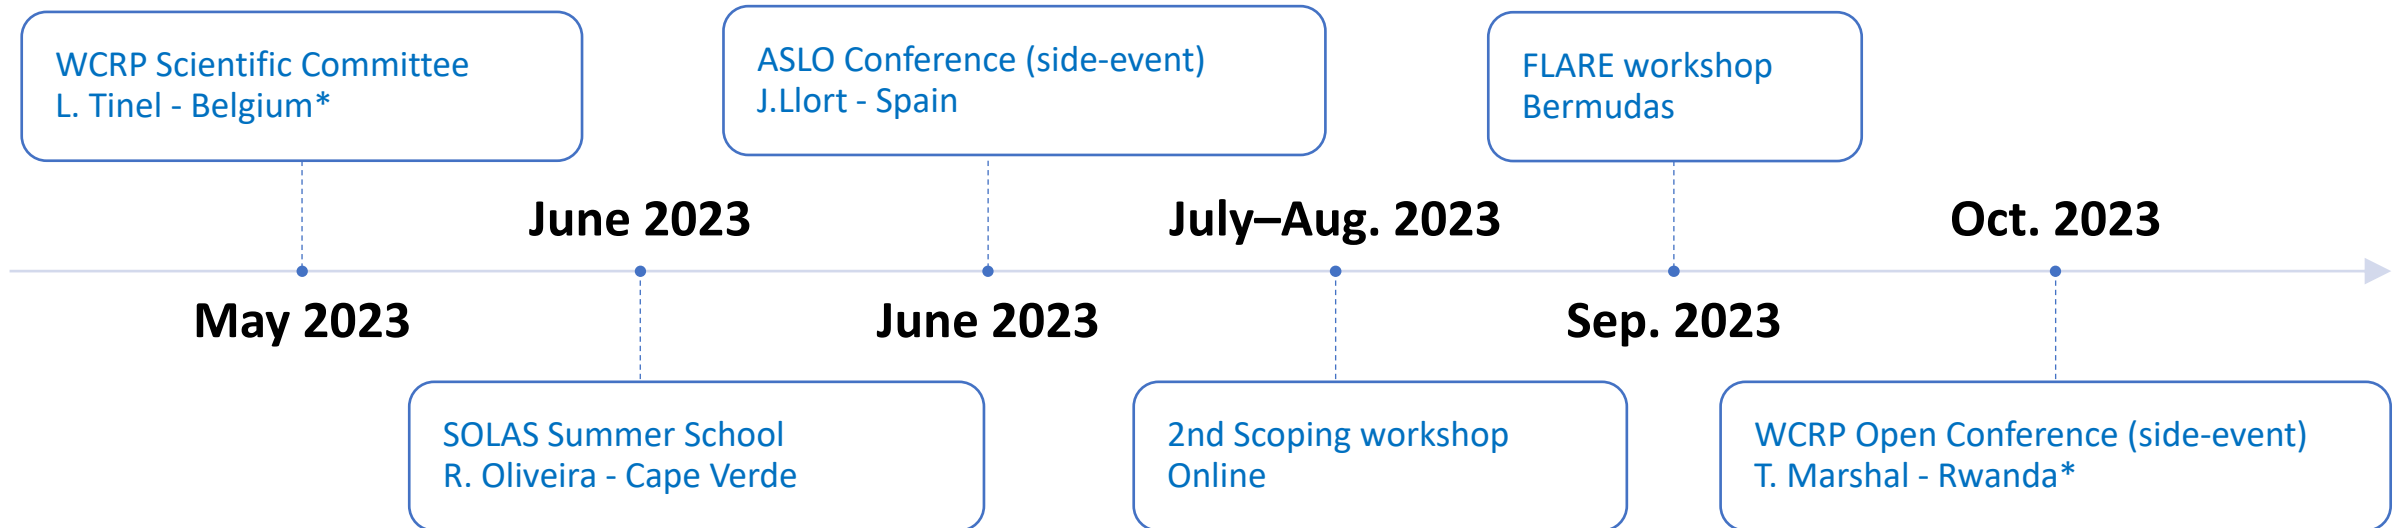 WCRP Scientific Committee
L. Tinel - Belgium*
ASLO Conference (side-event)
J.Llort - Spain
FLARE workshop
Bermudas
June 2023
July–Aug. 2023
Oct. 2023
May 2023
June 2023
Sep. 2023
SOLAS Summer School
R. Oliveira - Cape Verde
2nd Scoping workshop
Online
WCRP Open Conference (side-event)
T. Marshal - Rwanda*